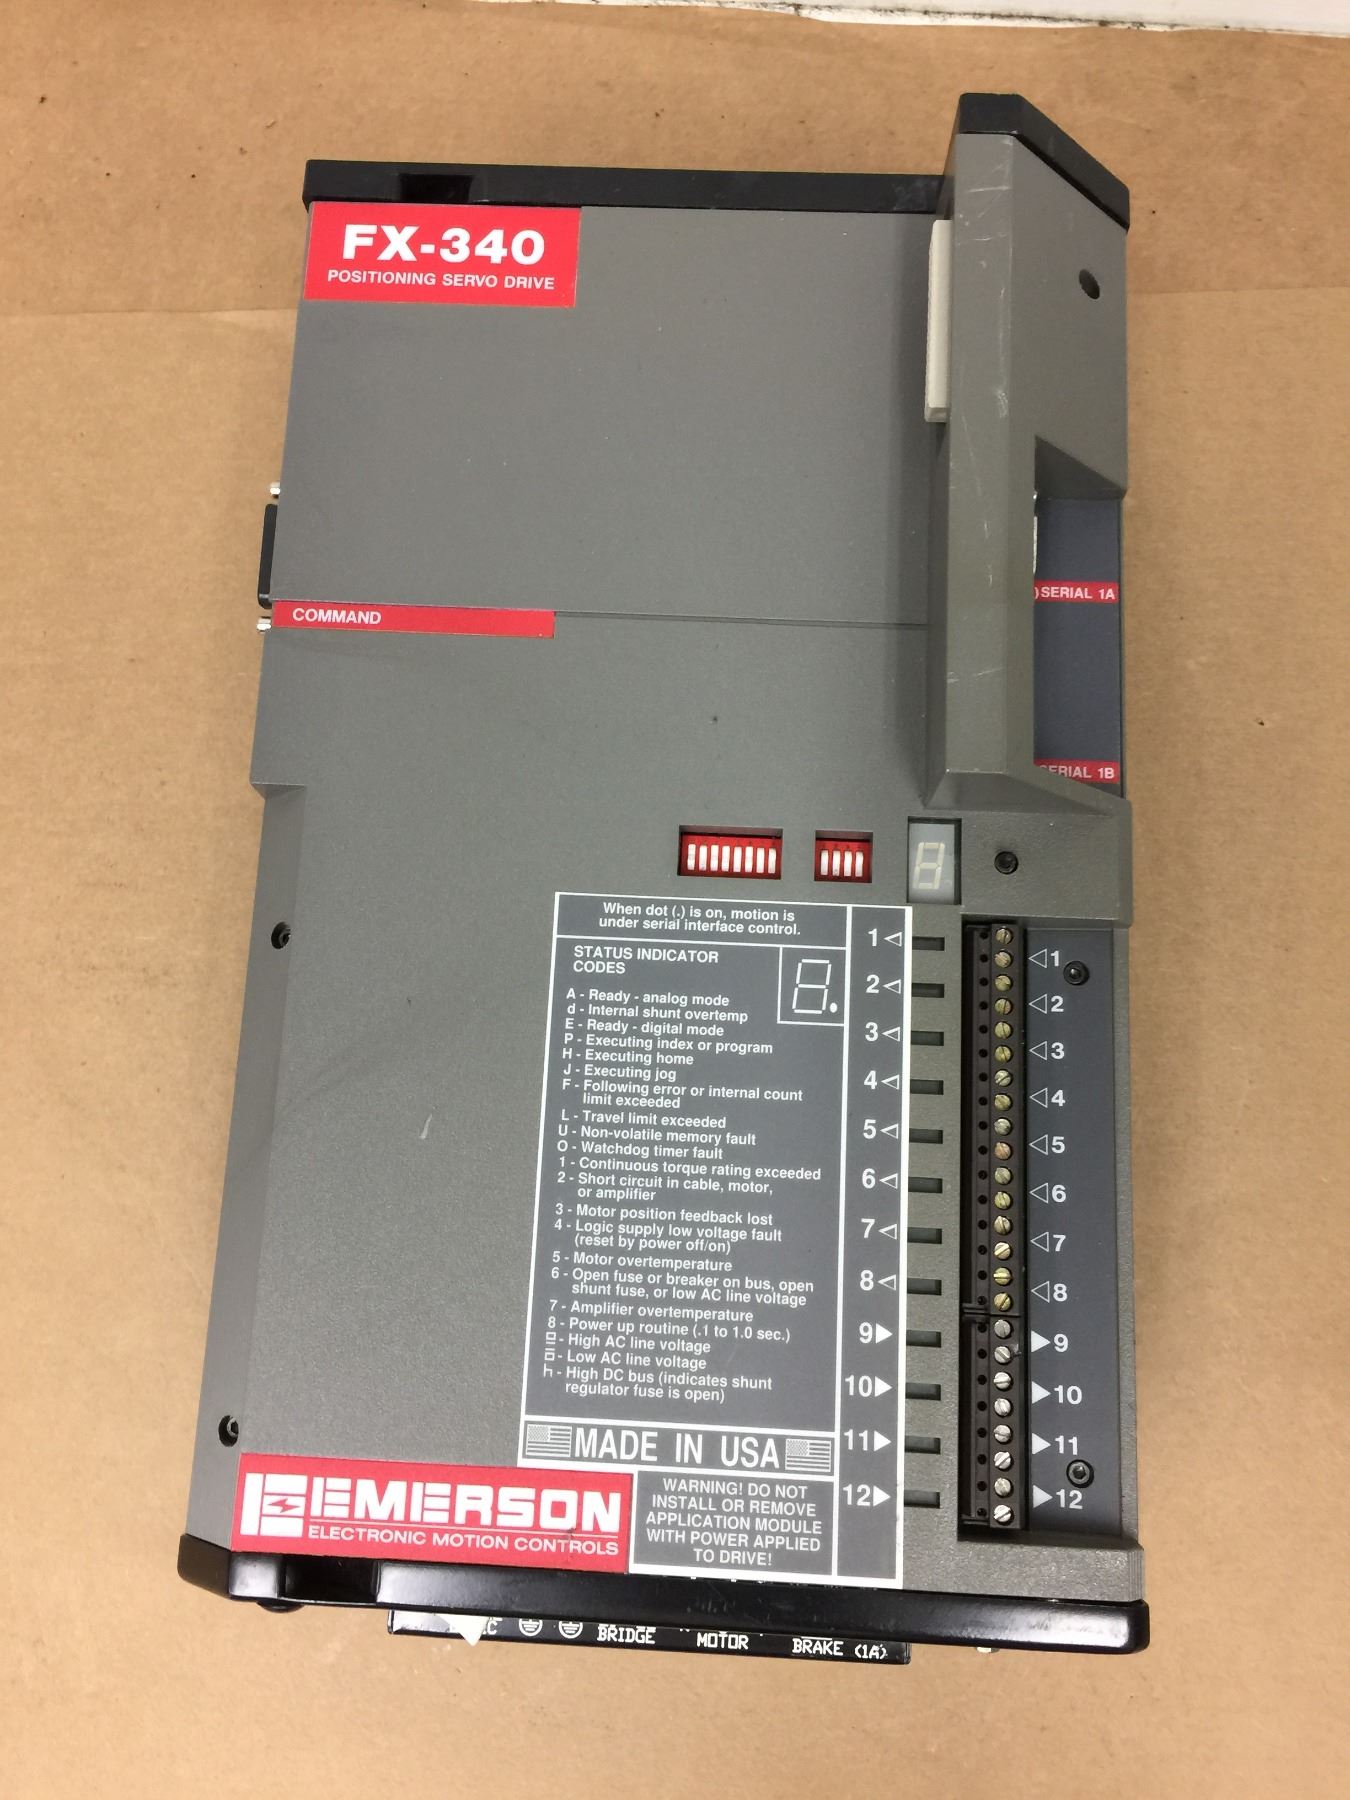 FX-340
POSITIONING SERVO DRIVE
SERIAL 1A
COMMAND
SERIAL 1B
When dot (.) is on, motion is
under serial interface control.
STATUS INDICATOR
CODES
A - Ready - analog mode
d - Internal shunt overtemp
E - Ready - digital mode
P - Executing index or program
H - Executing home
J - Executing jog
F - Following error or internal count
limit exceeded
L - Travel limit exceeded
U - Non-volatile memory fault
O - Watchdog timer fault
1 - Continuous torque rating exceeded
2 - Short circuit in cable, motor,
or amplifier
3 - Motor position feedback lost
4 - Logic supply low voltage fault
(reset by power off/on)
5 - Motor overtemperature
6 - Open fuse or breaker on bus, open
shunt fuse, or low AC line voltage
7 - Amplifier overtemperature
8 - Power up routine (.1 to 1.0 sec.)
- High AC line voltage
- Low AC line voltage
- High DC bus (indicates shunt
regulator fuse is open)
MADE IN USA
1◁
2◁
3◁
4◁
5◁
6◁
7◁
8◁
9▶
10▶
11▶
12▶
◁1
◁2
◁3
◁4
◁5
◁6
◁7
◁8
▶9
▶10
▶11
▶12
EMERSON
ELECTRONIC MOTION CONTROLS
WARNING! DO NOT
INSTALL OR REMOVE
APPLICATION MODULE
WITH POWER APPLIED
TO DRIVE!
BRIDGE MOTOR BRAKE (1A)